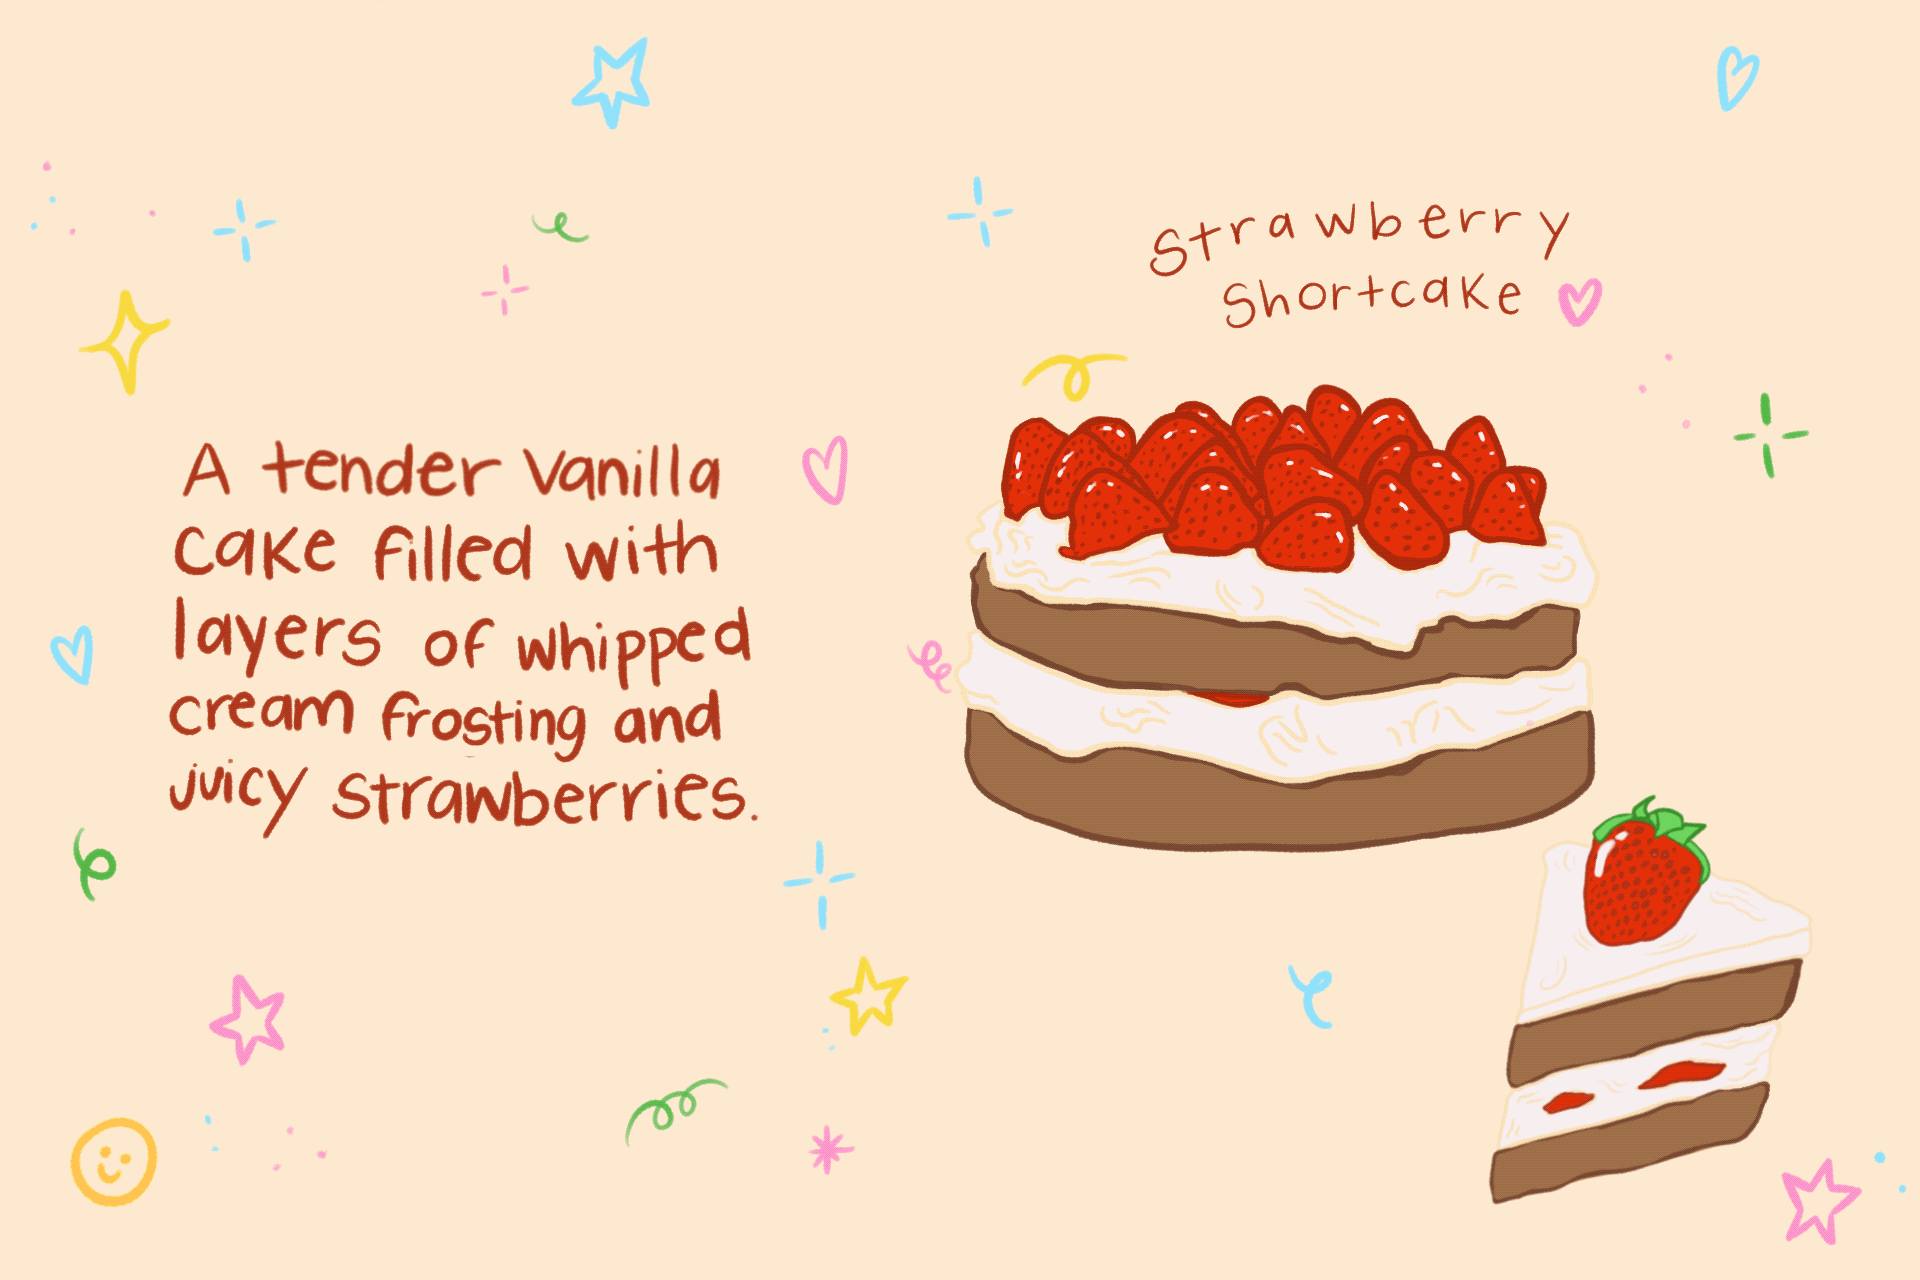 Strawberry
Shortcake
A tender vanilla
cake filled with
layers of whipped
cream frosting and
juicy strawberries.